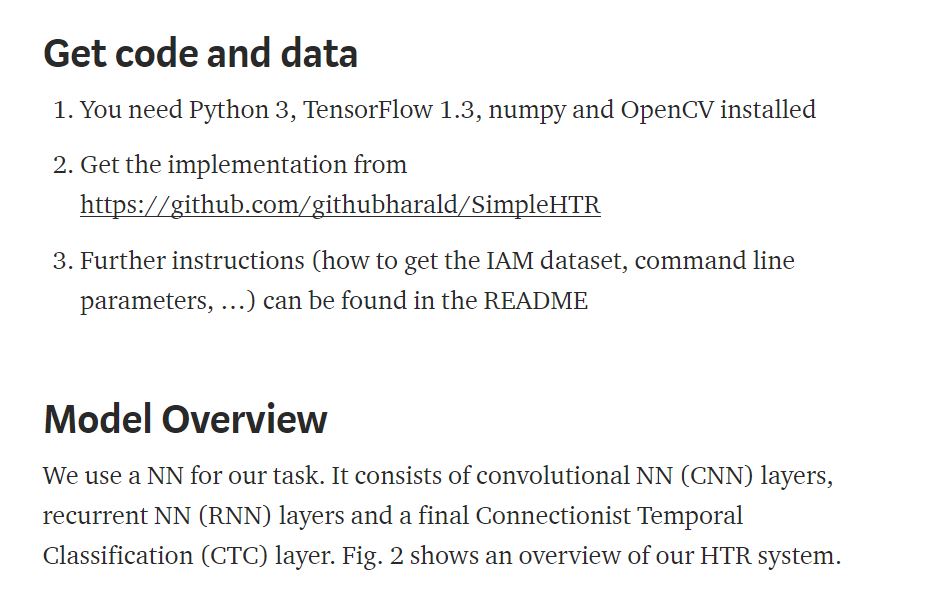 Get code and data
1. You need Python 3, TensorFlow 1.3, numpy and OpenCV installed
2. Get the implementation from
https://github.com/githubharald/SimpleHTR
3. Further instructions (how to get the IAM dataset, command line
parameters, …) can be found in the README
Model Overview
We use a NN for our task. It consists of convolutional NN (CNN) layers,
recurrent NN (RNN) layers and a final Connectionist Temporal
Classification (CTC) layer. Fig. 2 shows an overview of our HTR system.